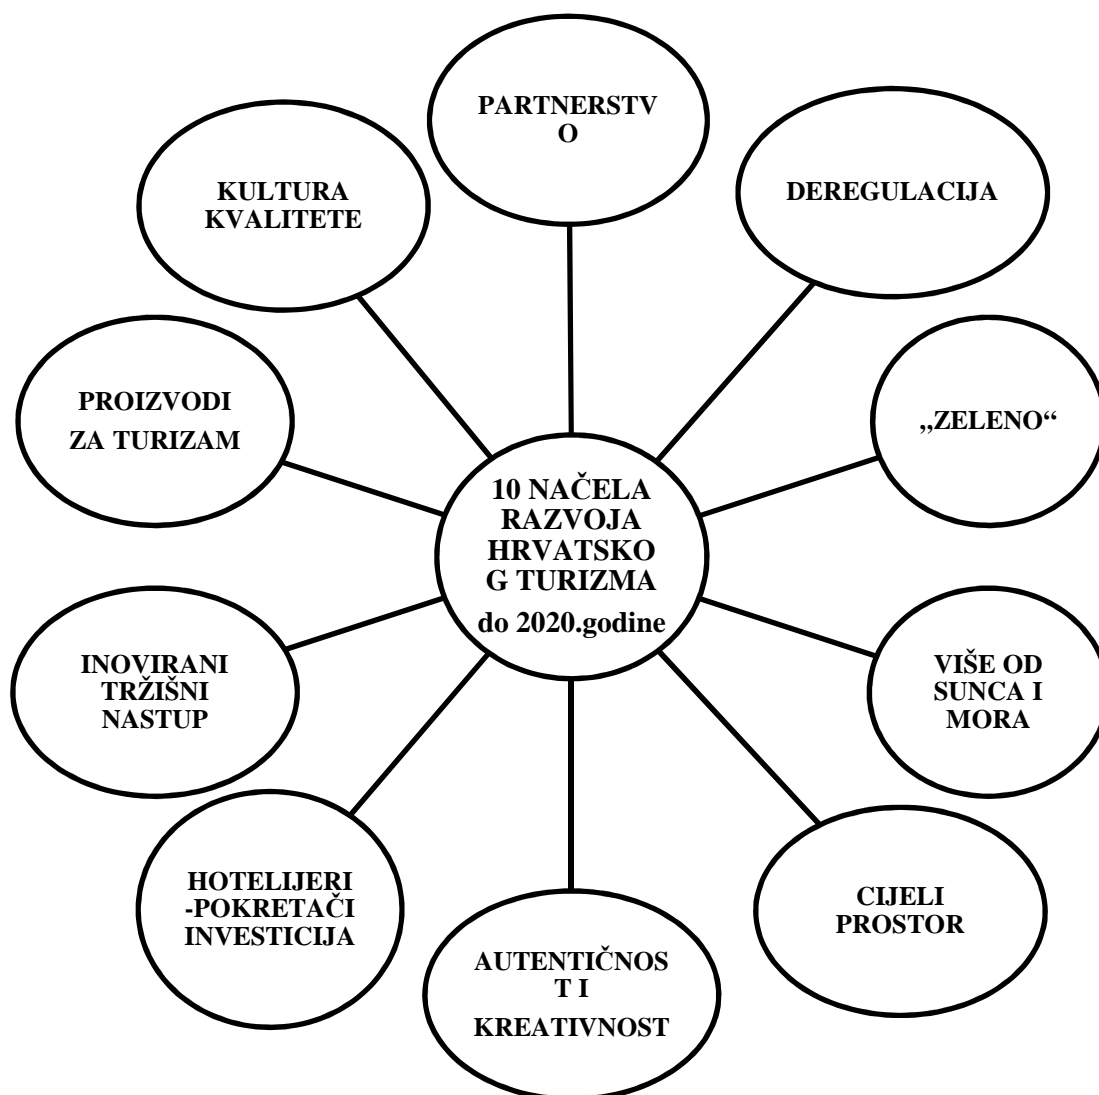 PARTNERSTV
O
DEREGULACIJA
KULTURA
KVALITETE
PROIZVODI
ZA TURIZAM
„ZELENO“
10 NAČELA
RAZVOJA
HRVATSKO
G TURIZMA
do 2020.godine
INOVIRANI
TRŽIŠNI
NASTUP
VIŠE OD
SUNCA I
MORA
HOTELIJERI
-POKRETAČI
INVESTICIJA
CIJELI
PROSTOR
AUTENTIČNOS
T I
KREATIVNOST